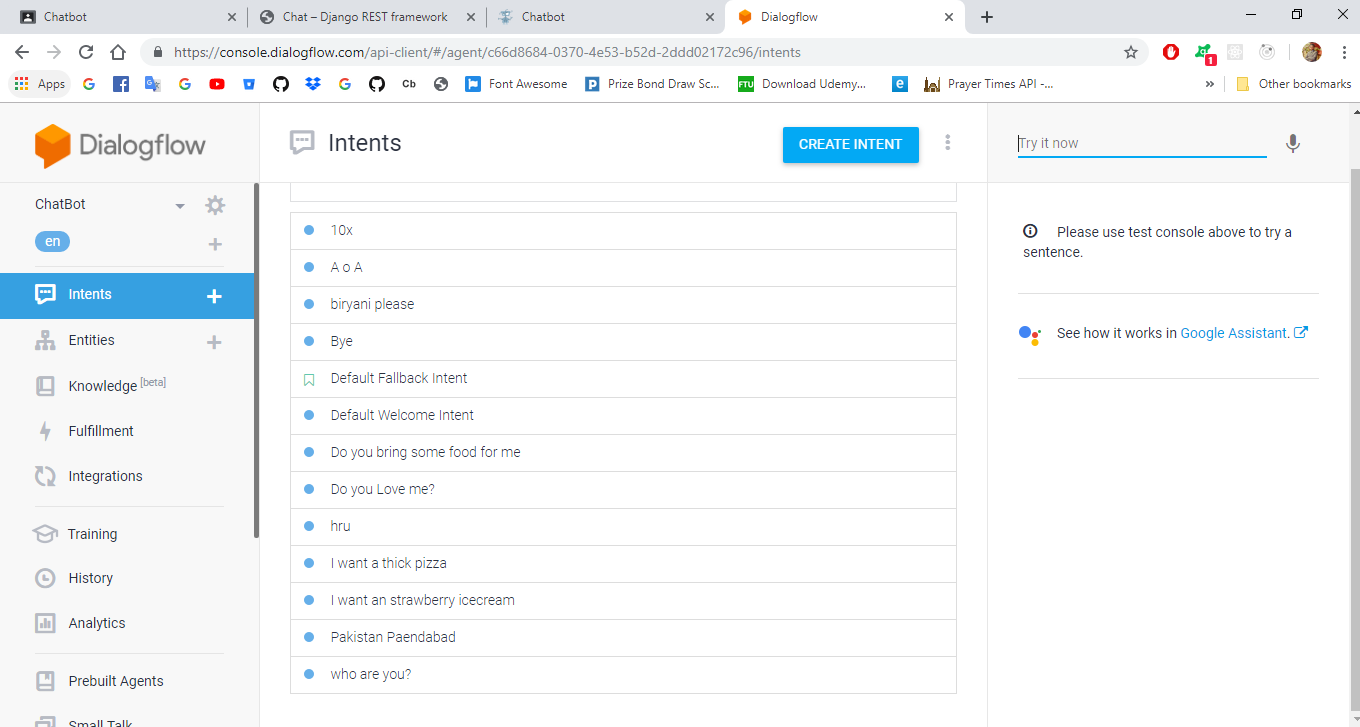 Chatbot
Chat – Django REST framework
Chatbot
Dialogflow
https://console.dialogflow.com/api-client/#/agent/c66d8684-0370-4e53-b52d-2ddd02172c96/intents
1
Apps
Cb
Font Awesome
Prize Bond Draw Sc...
FTU
Download Udemy...
Prayer Times API -...
»
Other bookmarks
Dialogflow
Intents
CREATE INTENT
Try it now
ChatBot
en
Intents
Entities
Knowledge [beta]
Fulfillment
Integrations
Training
History
Analytics
Prebuilt Agents
Small Talk
10x
A o A
biryani please
Bye
Default Fallback Intent
Default Welcome Intent
Do you bring some food for me
Do you Love me?
hru
I want a thick pizza
I want an strawberry icecream
Pakistan Paendabad
who are you?
Please use test console above to try a
sentence.
See how it works in Google Assistant.